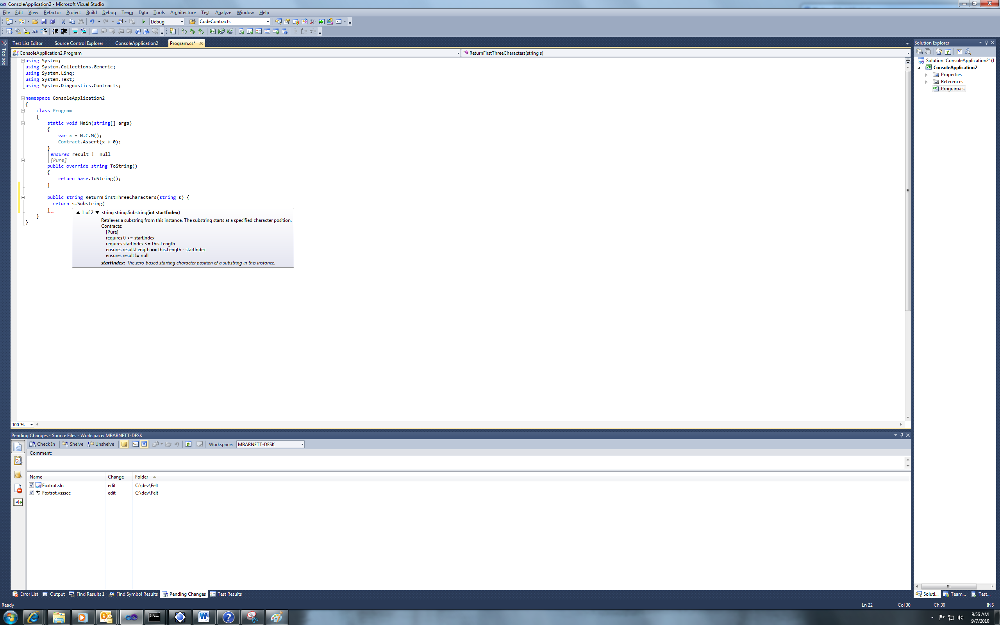 ConsoleApplication2 - Microsoft Visual Studio
File Edit View Refactor Project Build Debug Team Data Tools Architecture Test Analyze Window Help
Debug CodeContracts
Toolbox
Test List Editor Source Control Explorer ConsoleApplication2 Program.cs*
ConsoleApplication2.Program ReturnFirstThreeCharacters(string s)
using System;
using System.Collections.Generic;
using System.Linq;
using System.Text;
using System.Diagnostics.Contracts;
namespace ConsoleApplication2
{
class Program
{
static void Main(string[] args)
{
var x = N.C.M();
Contract.Assert(x > 0);
}
ensures result != null
[Pure]
public override string ToString()
{
return base.ToString();
}
public string ReturnFirstThreeCharacters(string s) {
return s.Substring(
}
}
}
1 of 2 string string.Substring(int startIndex)
Retrieves a substring from this instance. The substring starts at a specified character position.
Contracts:
[Pure]
requires 0 <= startIndex
requires startIndex <= this.Length
ensures result.Length == this.Length - startIndex
ensures result != null
startIndex: The zero-based starting character position of a substring in this instance.
100 %
Solution Explorer
Solution 'ConsoleApplication2' (1
ConsoleApplication2
Properties
References
Program.cs
Pending Changes - Source Files - Workspace: MBARNETT-DESK
Check In Shelve Unshelve Workspace: MBARNETT-DESK
Comment:
Name Change Folder
Foxtrot.sln edit C:\dev\Felt
Foxtrot.vssscc edit C:\dev\Felt
Error List Output Find Results 1 Find Symbol Results Pending Changes Test Results
Soluti... Team... Test...
Ready Ln 22 Col 30 Ch 30 INS
9:56 AM
9/7/2010